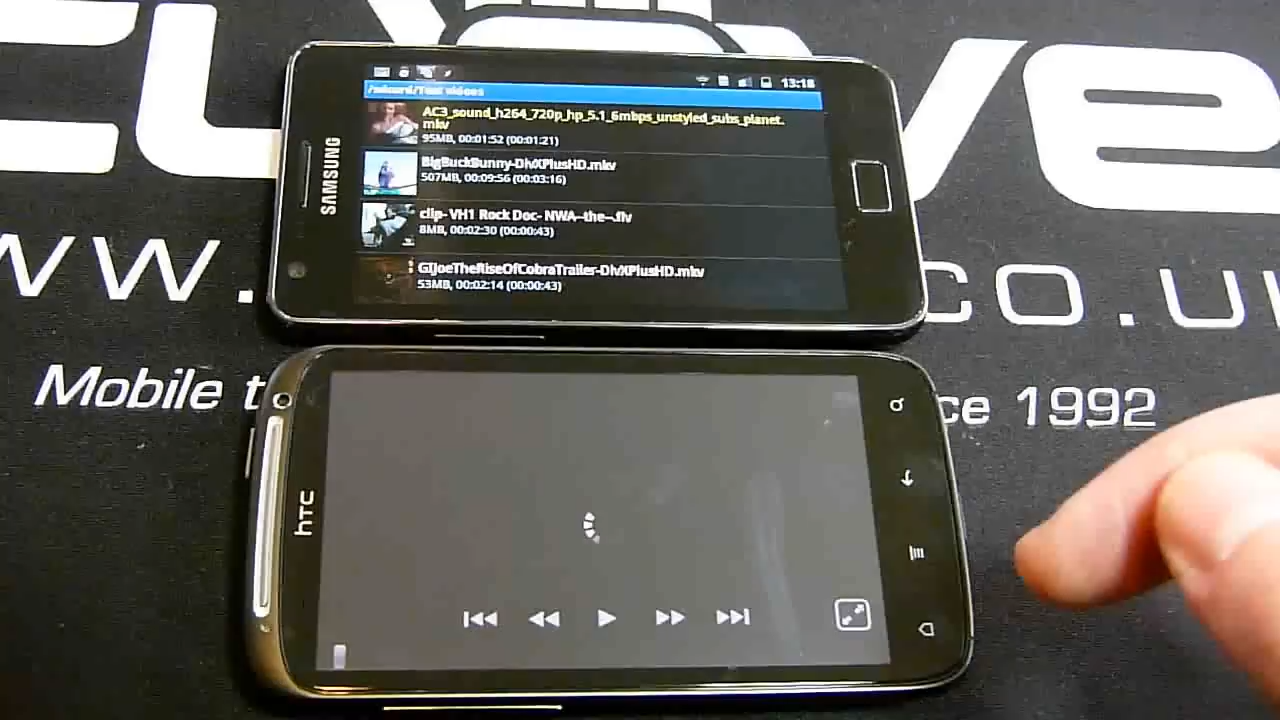 13:18
/sdcard/Test videos
AC3_sound_h264_720p_hp_5.1_6mbps_unstyled_subs_planet.
mkv
95MB, 00:01:52 (00:01:21)
BigBuckBunny-DivXPlusHD.mkv
507MB, 00:09:56 (00:03:16)
clip- VH1 Rock Doc- NWA--the--.flv
8MB, 00:02:30 (00:00:43)
GIJoeTheRiseOfCobraTrailer-DivXPlusHD.mkv
53MB, 00:02:14 (00:00:43)
SAMSUNG
ww. co.u
Mobile t ce 1992
hTC